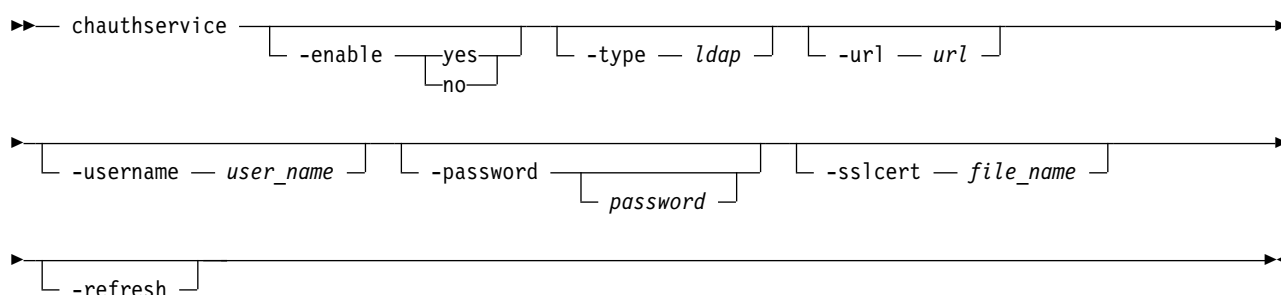 chauthservice -enable yes no -type ldap -url url
-username user_name -password password -sslcert file_name
-refresh